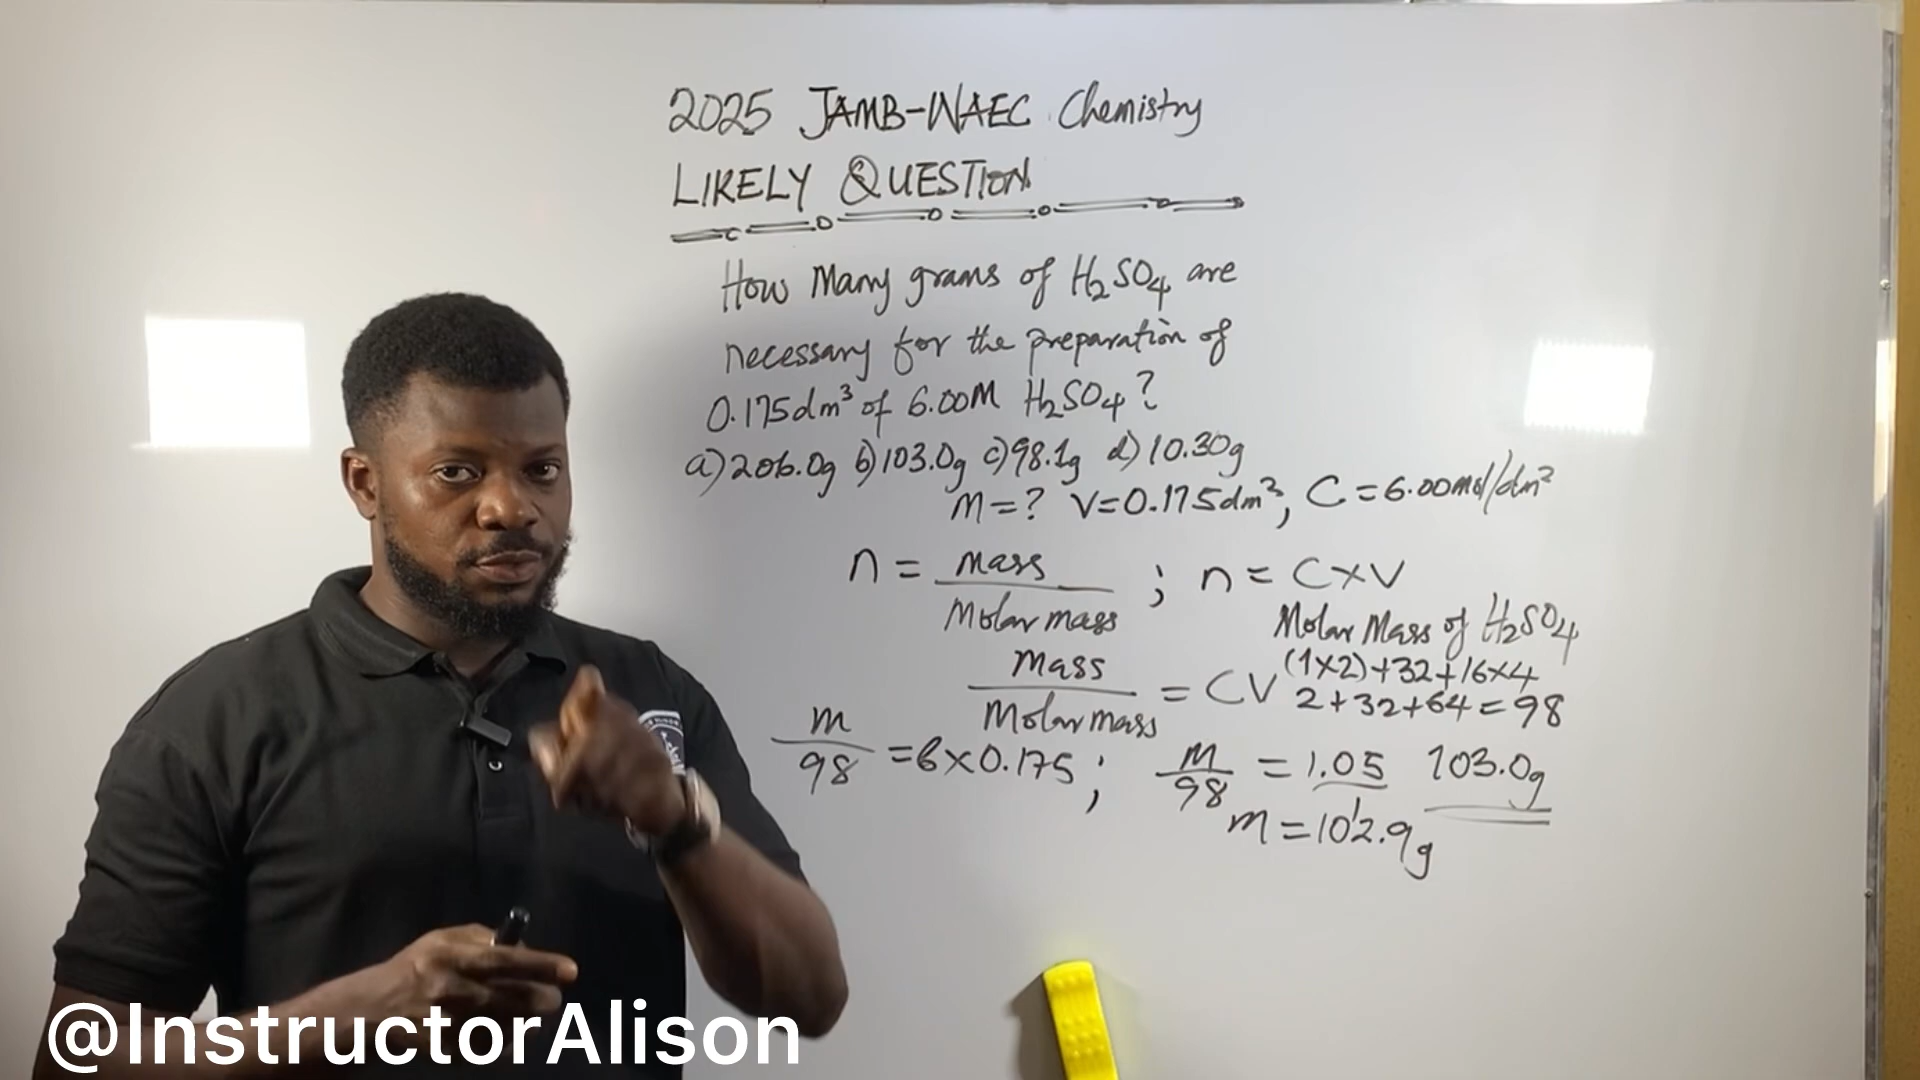 2025 JAMB-WAEC Chemistry
LIKELY QUESTION
How Many grams of H₂SO₄ are
necessary for the preparation of
0.175dm³ of 6.00M H₂SO₄?
a) 206.0g b) 103.0g c) 98.1g d) 10.30g
M=? V=0.175dm³, C=6.00mol/dm³
n = mass / Molar mass ; n = C×V
Molar Mass of H₂SO₄
(1×2)+32+16×4
2+32+64=98
mass / Molar mass = CV
m/98 = 6×0.175; M/98 = 1.05 103.0g
m=102.9g
@InstructorAlison